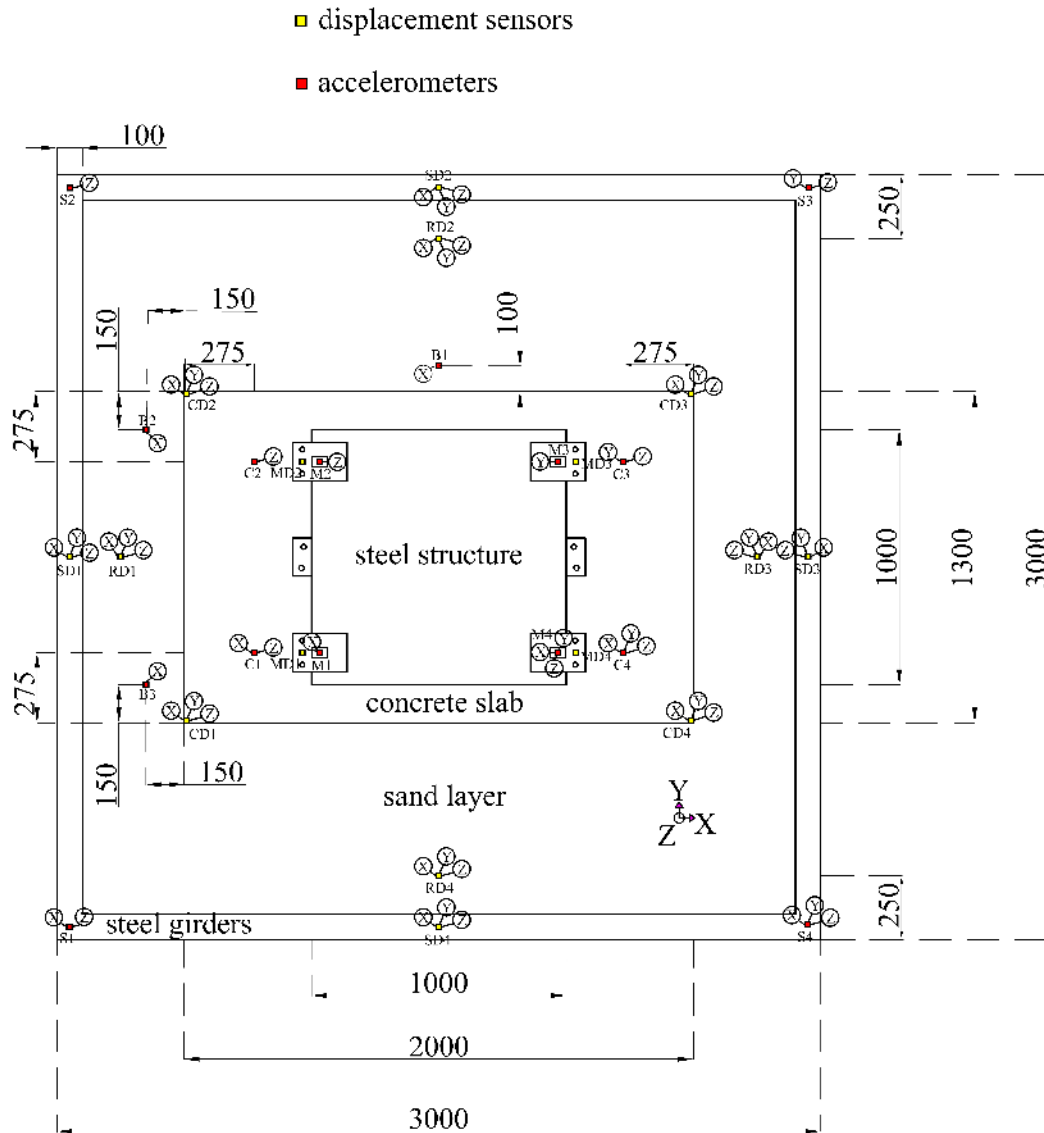 displacement sensors
accelerometers
100
S2 Z
SD2 X Y Z
S3 Y Z
250
RD2 X Y Z
150
150
100
275
B1 X
275
CD2 X Y Z
CD3 X Y Z
275
B2 X
C2 Z
MD2 M2 Z
M3 Y
MD3
C3 Y Z
SD1 X Y Z
RD1 X Y Z
steel structure
RD3 Z Y X
SD3 Z Y X
1000
1300
3000
C1 X Z
M1 X
M4 X Y Z
MD4
C4 X Y Z
275
B3 X
concrete slab
CD1 X Y Z
CD4 X Y Z
150
150
sand layer
Y
Z X
RD4 X Y Z
250
S1 X Z
steel girders
SD4 X Y Z
S4 X Y Z
1000
2000
3000